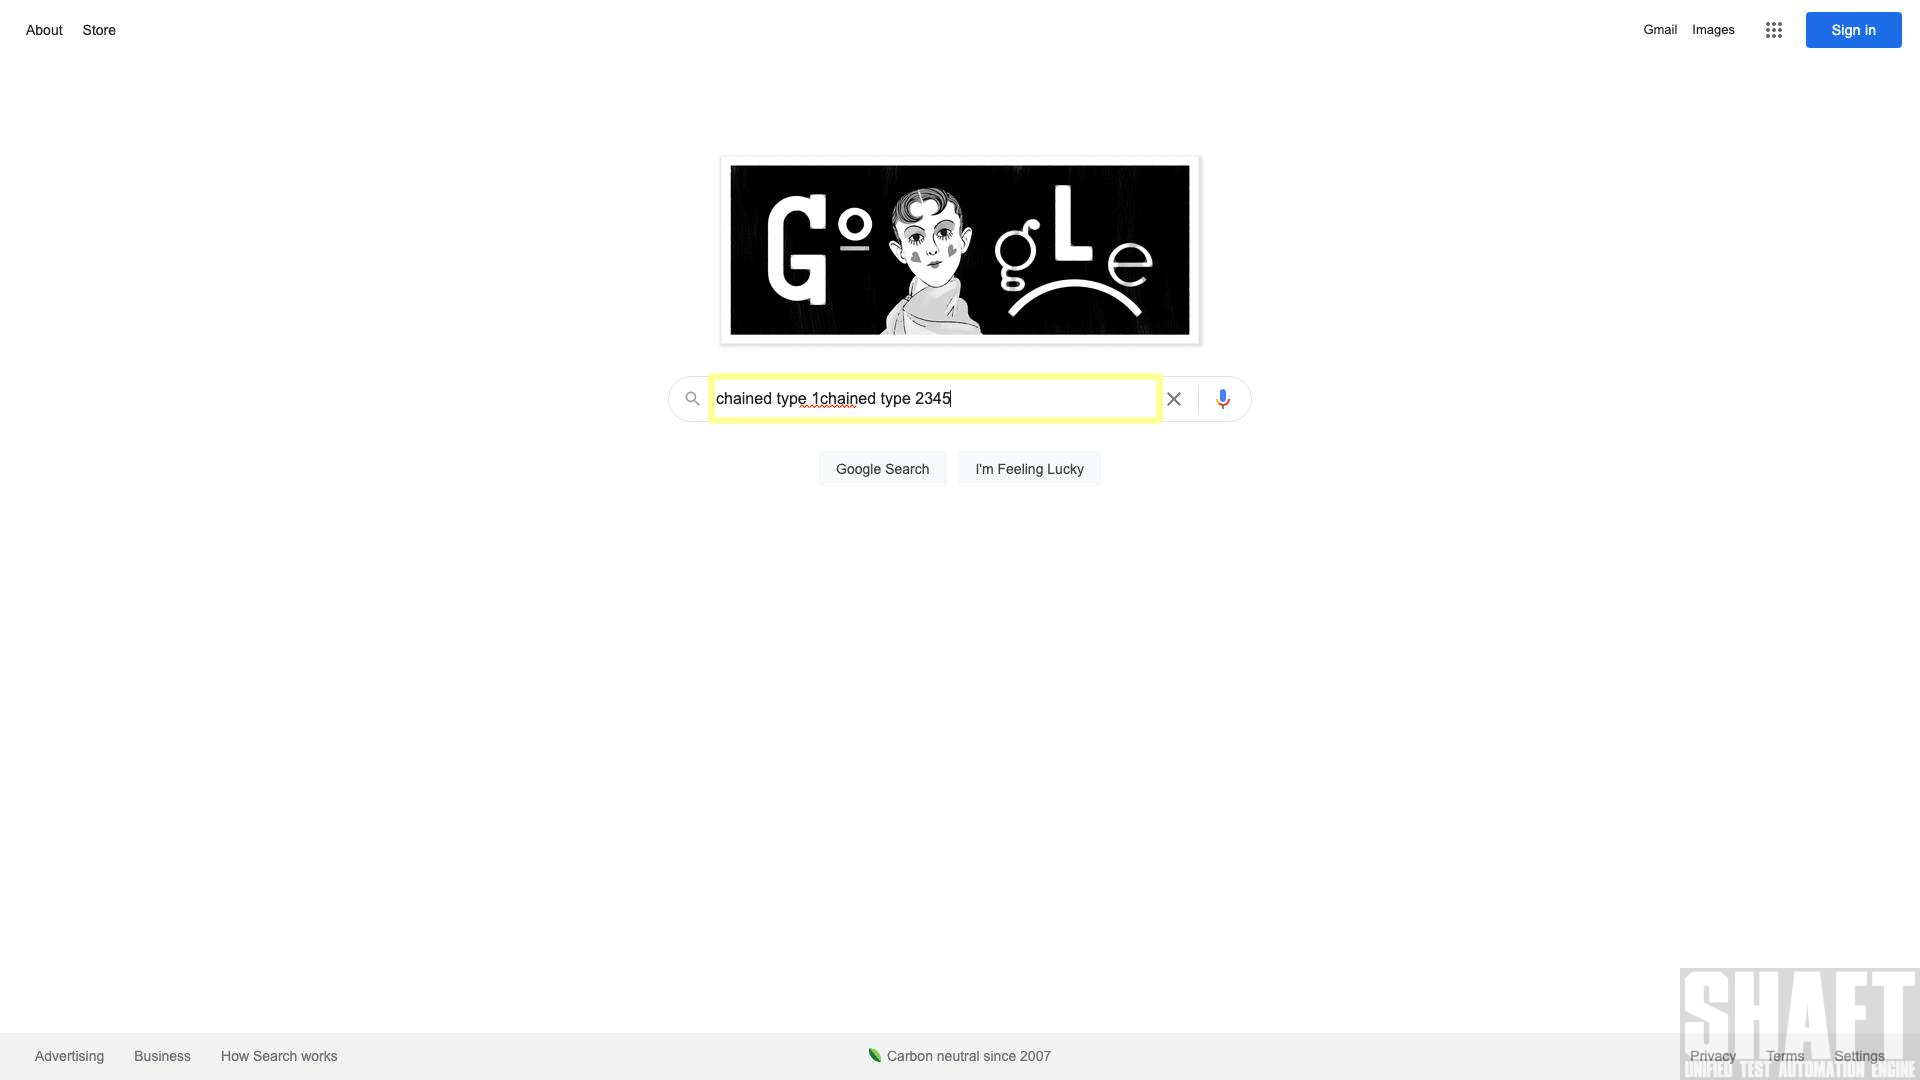 About Store
Gmail Images Sign in
GogLe
chained type 1chained type 2345
Google Search I'm Feeling Lucky
SHAFT
Advertising Business How Search works Carbon neutral since 2007 Privacy Terms Settings
UNIFIED TEST AUTOMATION ENGINE